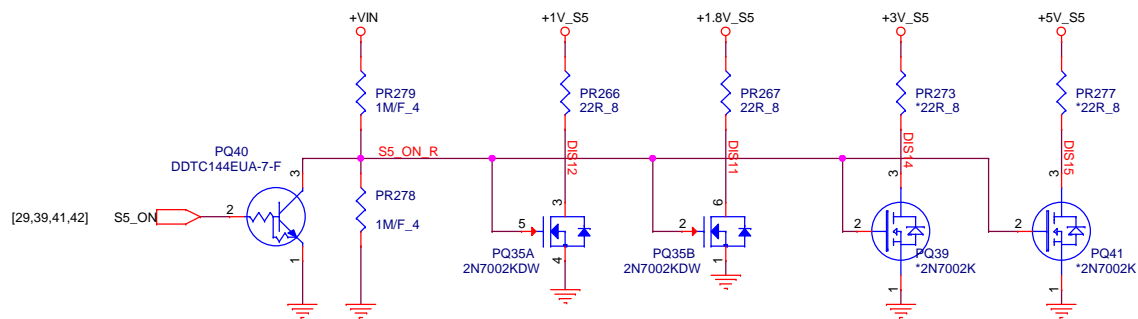 +VIN
+1V_S5
+1.8V_S5
+3V_S5
+5V_S5
PR279
1M/F_4
PR266
22R_8
PR267
22R_8
PR273
*22R_8
PR277
*22R_8
PQ40
DDTC144EUA-7-F
S5_ON_R
DIS12
DIS11
DIS14
DIS15
3
3
6
3
3
PR278
1M/F_4
[29,39,41,42]
S5_ON
2
5
2
2
2
PQ35A
2N7002KDW
PQ35B
2N7002KDW
PQ39
*2N7002K
PQ41
*2N7002K
1
4
1
1
1